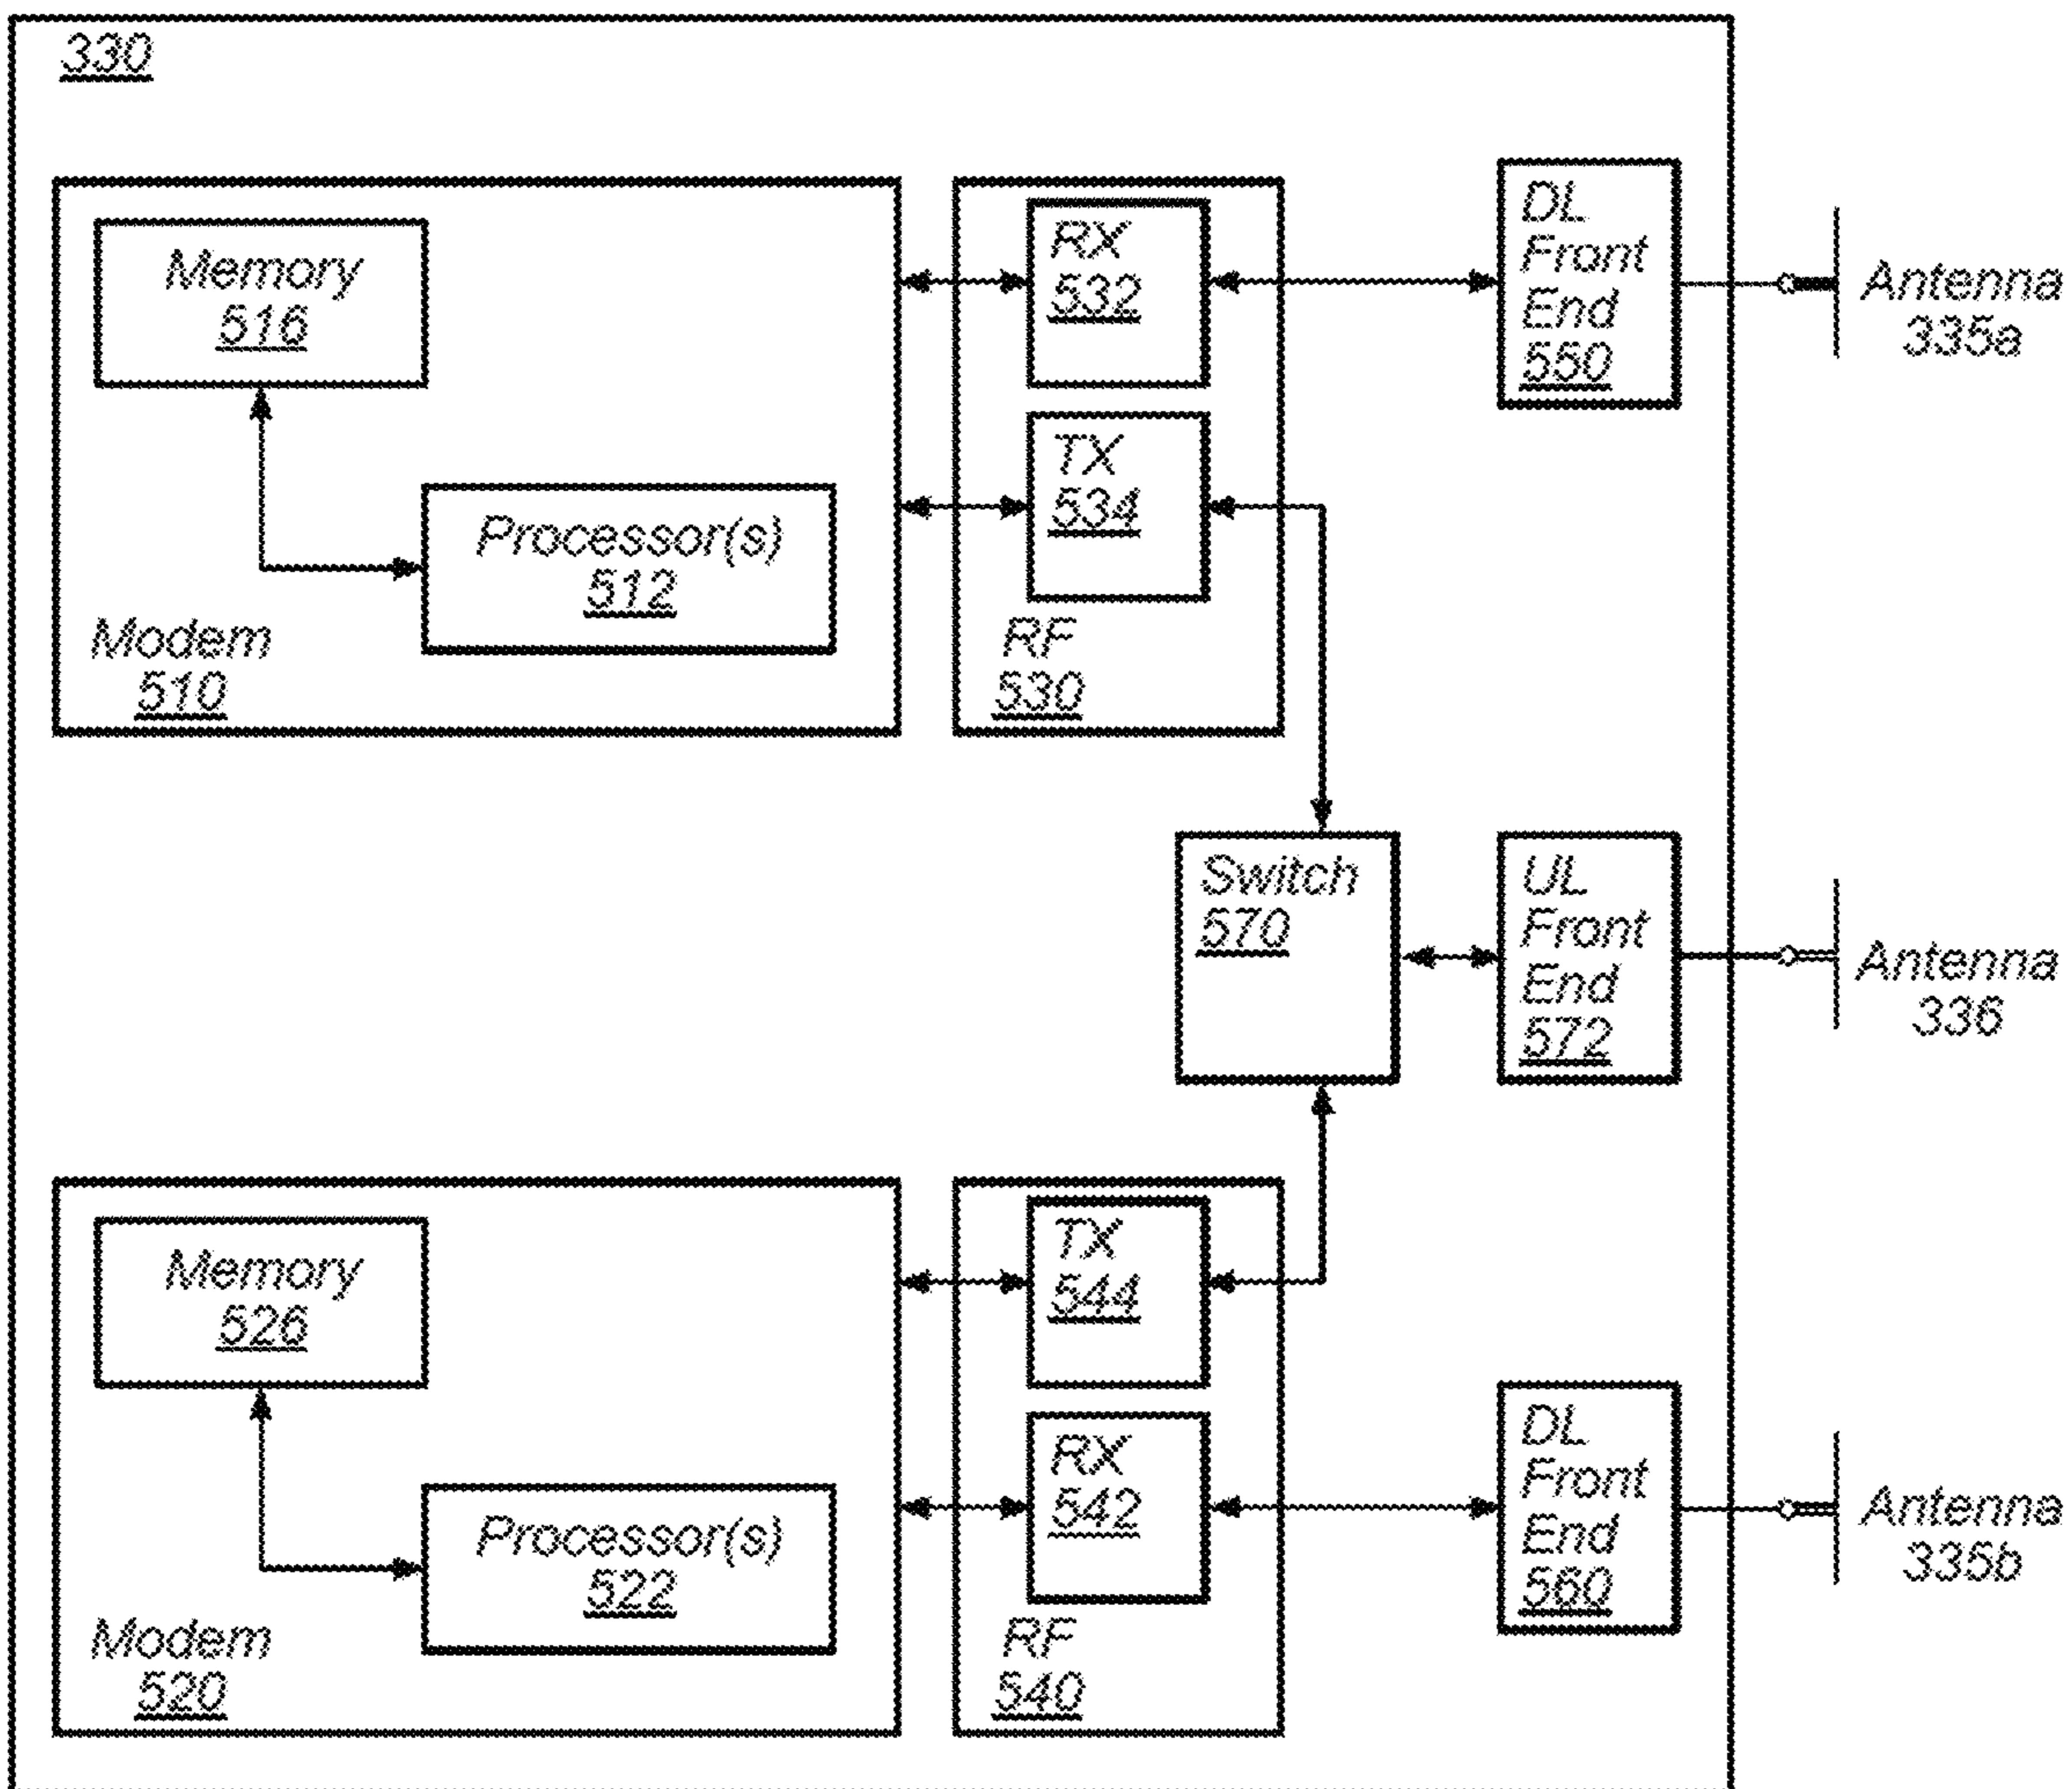 330
Memory
516
Processor(s)
512
Modem
510
RX
532
TX
534
RF
530
DL
Front
End
550
Antenna
335a
Switch
570
UL
Front
End
572
Antenna
336
Memory
526
Processor(s)
522
Modem
520
TX
544
RX
542
RF
540
DL
Front
End
560
Antenna
335b